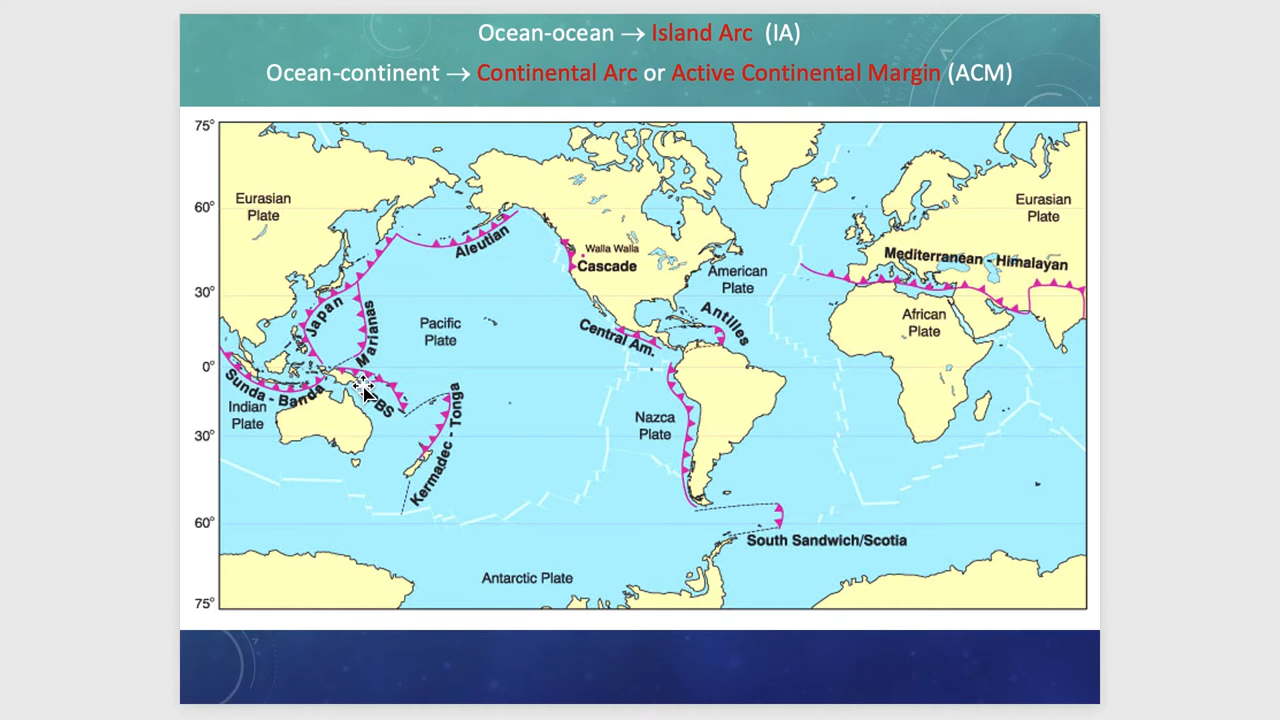 Ocean-ocean → Island Arc (IA)
Ocean-continent → Continental Arc or Active Continental Margin (ACM)
75°
60°
30°
0°
30°
60°
75°
Eurasian
Plate
Aleutian
Walla Walla
Cascade
American
Plate
Eurasian
Plate
Mediterranean - Himalayan
Japan
Marianas
Pacific
Plate
Central Am.
Antilles
African
Plate
Sunda - Banda
Indian
Plate
Kermadec - Tonga
Nazca
Plate
South Sandwich/Scotia
Antarctic Plate